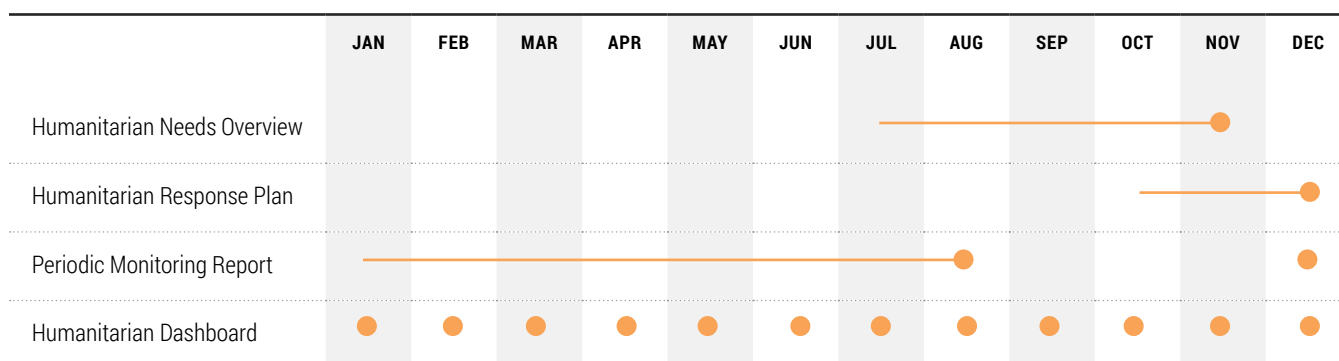 JAN FEB MAR APR MAY JUN JUL AUG SEP OCT NOV DEC
Humanitarian Needs Overview
Humanitarian Response Plan
Periodic Monitoring Report
Humanitarian Dashboard